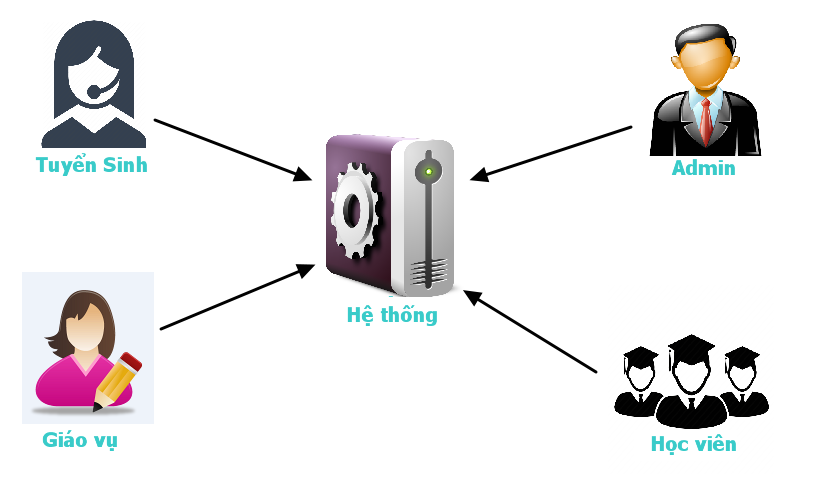 Tuyển Sinh
Admin
Hệ thống
Giáo vụ
Học viên